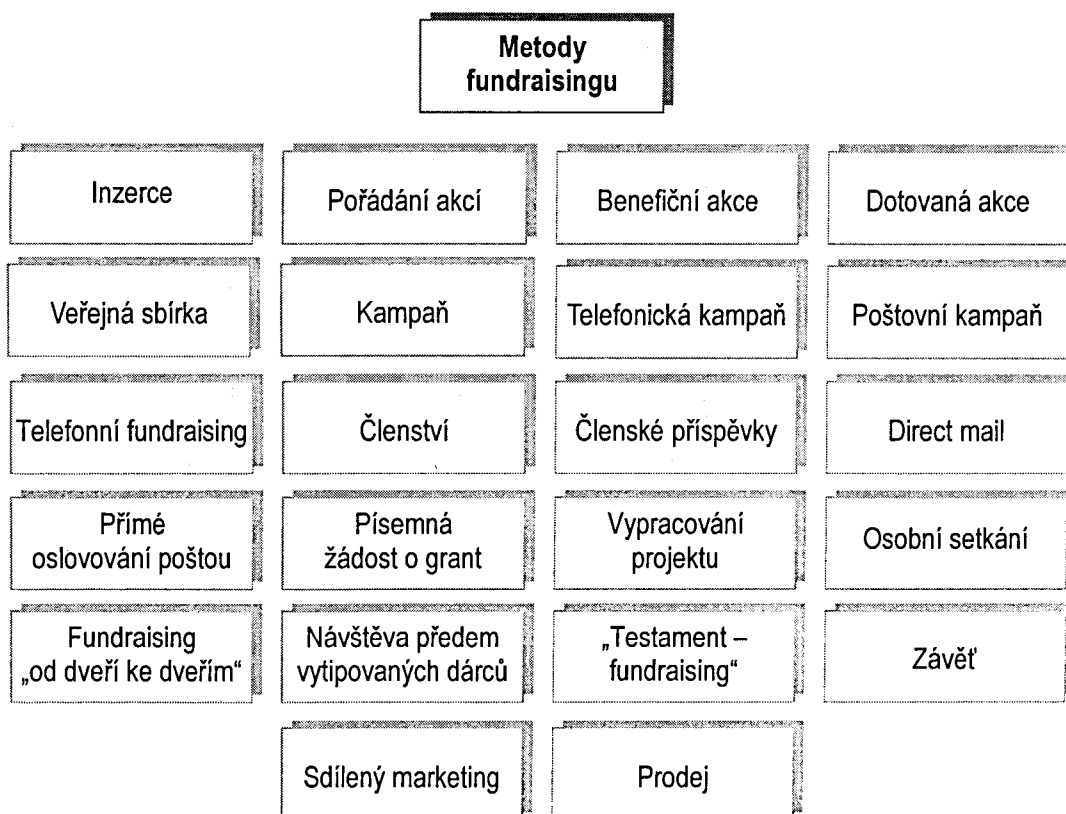 Metody
fundraisingu
Inzerce
Pořádání akcí
Benefiční akce
Dotovaná akce
Veřejná sbírka
Kampaň
Telefonická kampaň
Poštovní kampaň
Telefonní fundraising
Členství
Členské příspěvky
Direct mail
Přímé
oslovování poštou
Písemná
žádost o grant
Vypracování
projektu
Osobní setkání
Fundraising
„od dveří ke dveřím“
Návštěva předem
vytipovaných dárců
„Testament –
fundraising“
Závěť
Sdílený marketing
Prodej